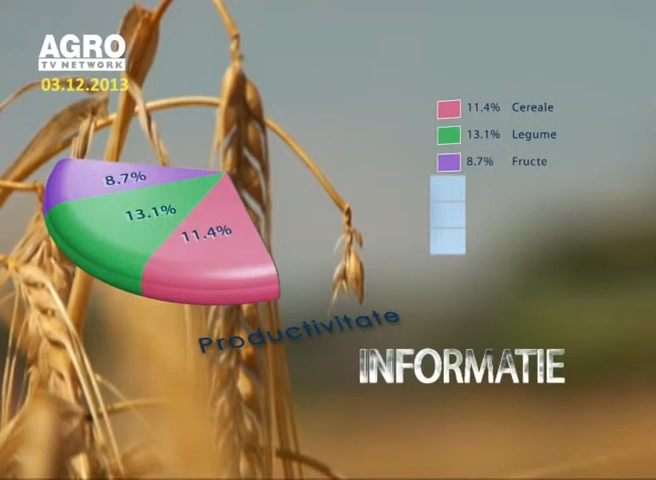 AGRO
TV NETWORK
03.12.2013
11.4% Cereale
13.1% Legume
8.7% Fructe
8.7%
13.1%
11.4%
Productivitate
INFORMATIE